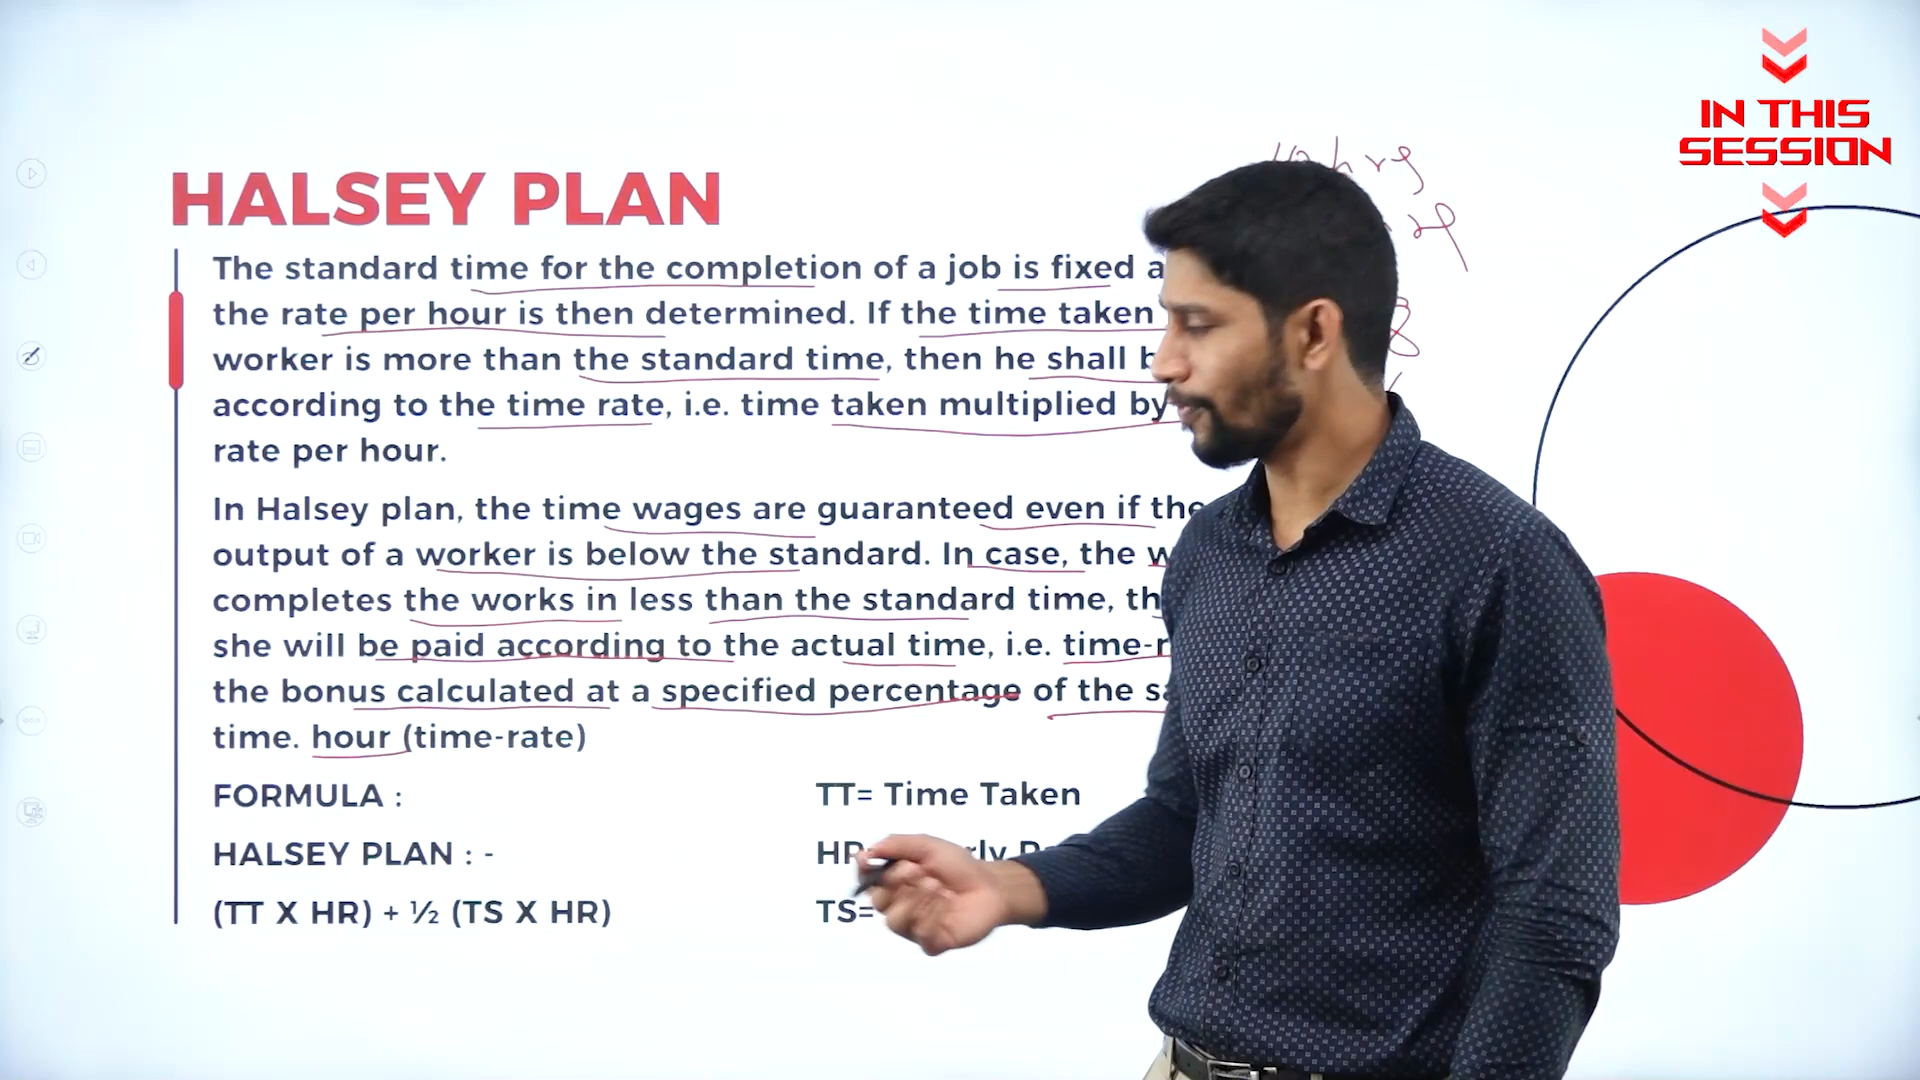 IN THIS
SESSION
hrs
HALSEY PLAN
The standard time for the completion of a job is fixed
the rate per hour is then determined. If the time taken
worker is more than the standard time, then he shall
according to the time rate, i.e. time taken multiplied by
rate per hour.
In Halsey plan, the time wages are guaranteed even if the
output of a worker is below the standard. In case, the
completes the works in less than the standard time,
she will be paid according to the actual time, i.e.
the bonus calculated at a specified percentage of the
time. hour (time-rate)
FORMULA :
TT= Time Taken
HALSEY PLAN : -
(TT X HR) + ½ (TS X HR)
TS=